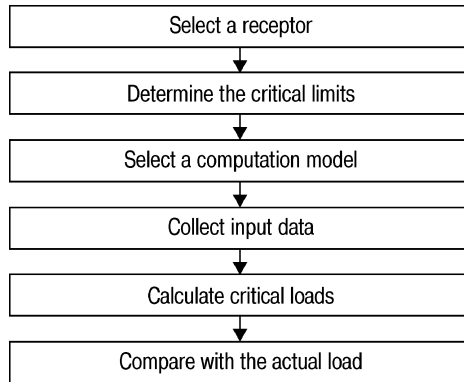 Select a receptor
Determine the critical limits
Select a computation model
Collect input data
Calculate critical loads
Compare with the actual load